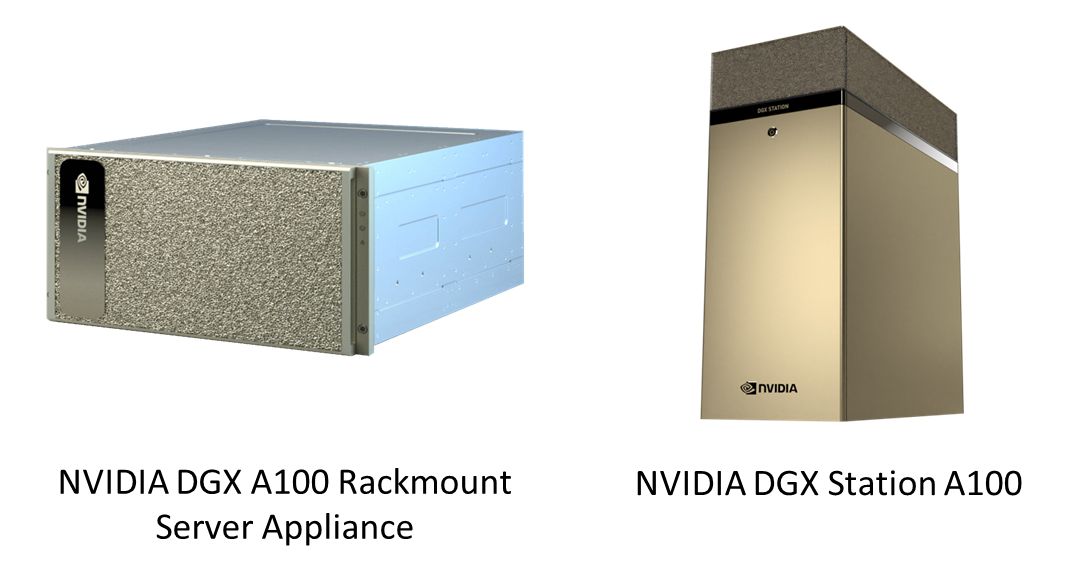 NVIDIA
DGX STATION
NVIDIA
NVIDIA DGX A100 Rackmount
Server Appliance
NVIDIA DGX Station A100